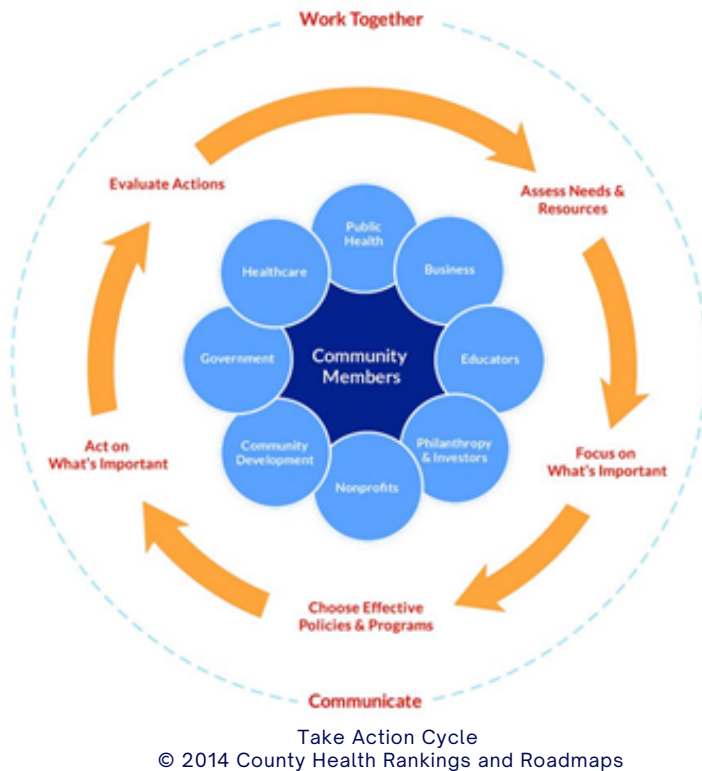 Work Together
Evaluate Actions
Assess Needs &
Resources
Public
Health
Healthcare
Business
Government
Community
Members
Educators
Community
Development
Philanthropy
& Investors
Nonprofits
Act on
What's Important
Focus on
What's Important
Choose Effective
Policies & Programs
Communicate
Take Action Cycle
© 2014 County Health Rankings and Roadmaps